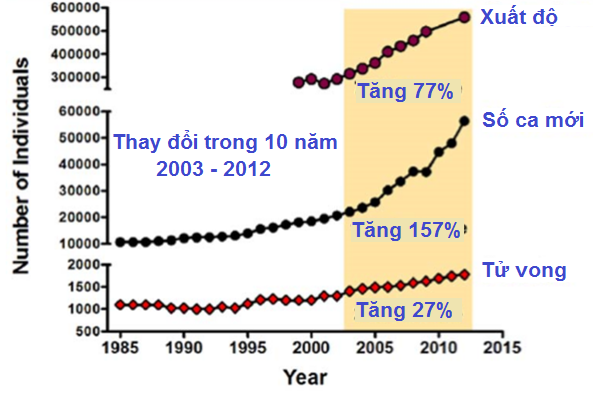 600000
Xuất độ
500000
400000
300000
Tăng 77%
60000
Số ca mới
50000
Thay đổi trong 10 năm
2003 - 2012
40000
30000
20000
Tăng 157%
10000
2000
Tử vong
1500
1000
Tăng 27%
500
1985 1990 1995 2000 2005 2010 2015
Year
Number of Individuals